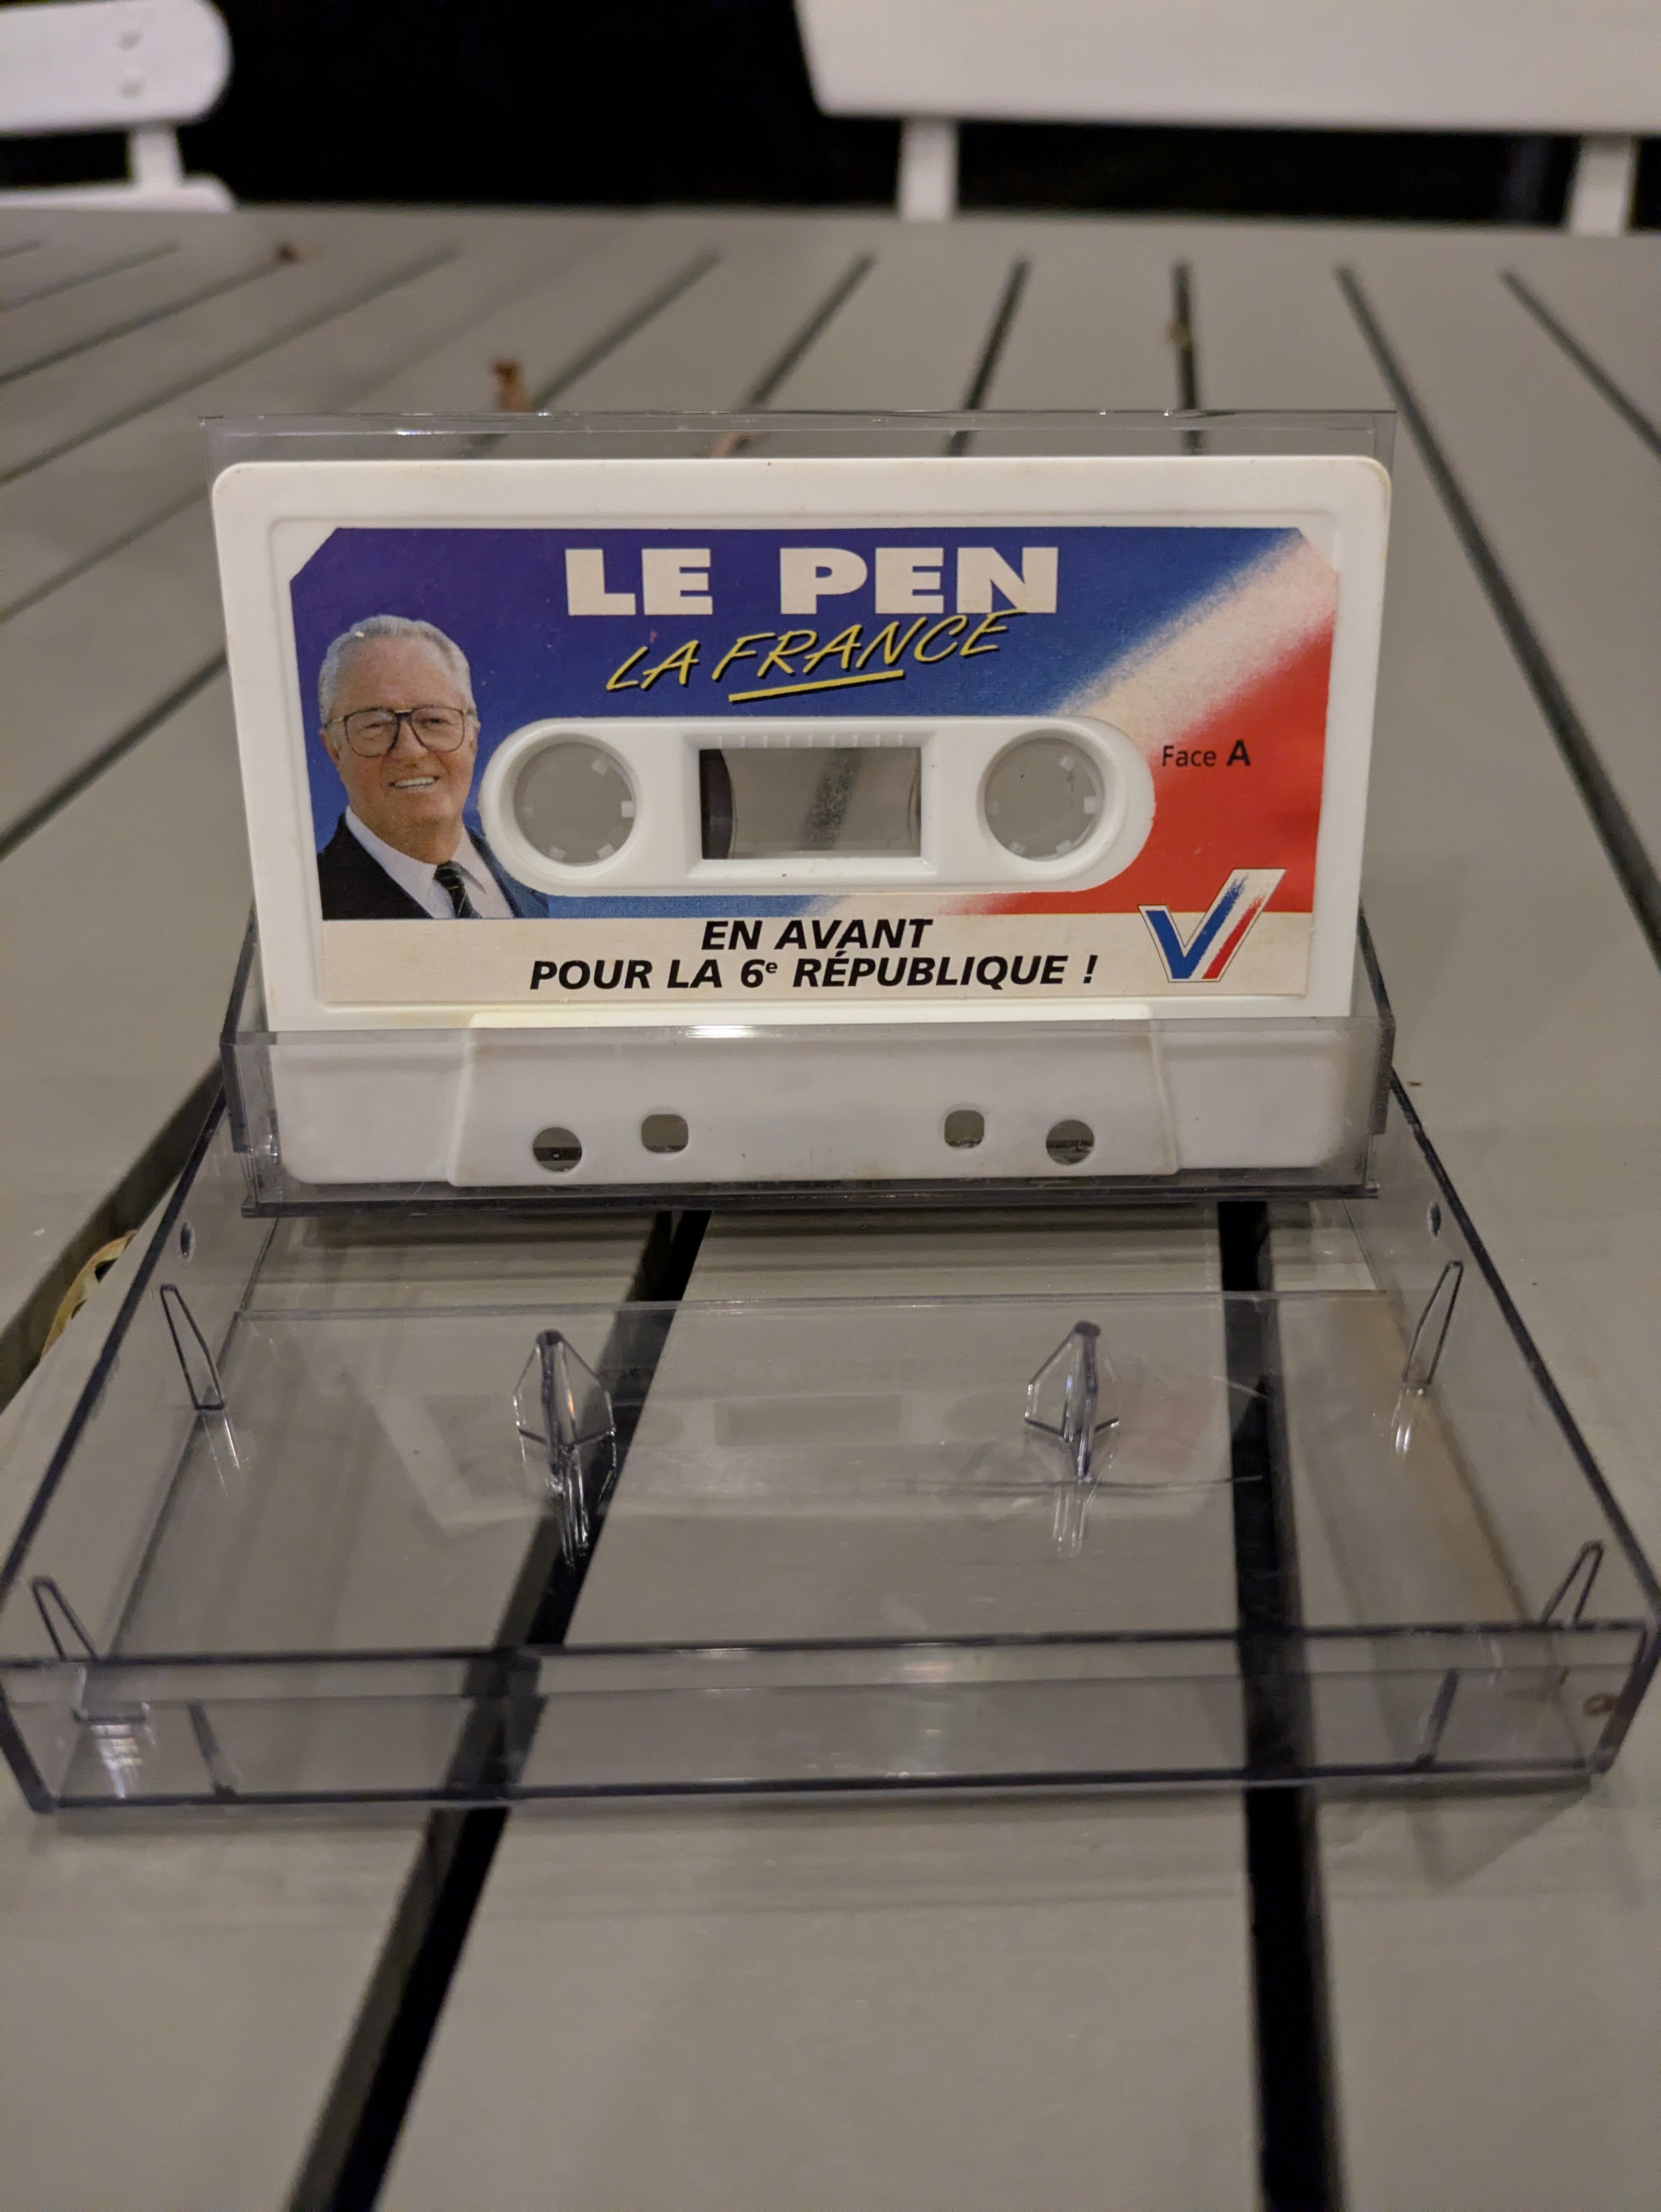 LE PEN
LA FRANCE
Face A
EN AVANT
POUR LA 6e RÉPUBLIQUE !